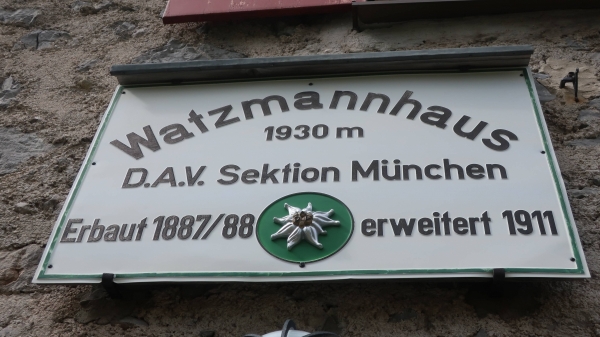 Watzmannhaus
1930 m
D.A.V. Sektion München
Erbaut 1887/88 erweitert 1911